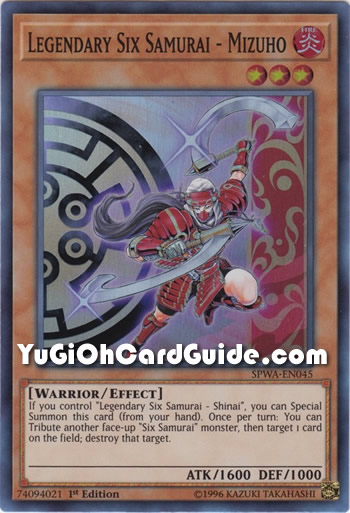 Legendary Six Samurai - Mizuho
FIRE
炎
YuGiOhCardGuide.com
SPWA-EN045
[Warrior/Effect]
If you control "Legendary Six Samurai - Shinai", you can Special
Summon this card (from your hand). Once per turn: You can
Tribute another face-up "Six Samurai" monster, then target 1 card
on the field; destroy that target.
ATK/1600 DEF/1000
74094021 1st Edition ©1996 KAZUKI TAKAHASHI